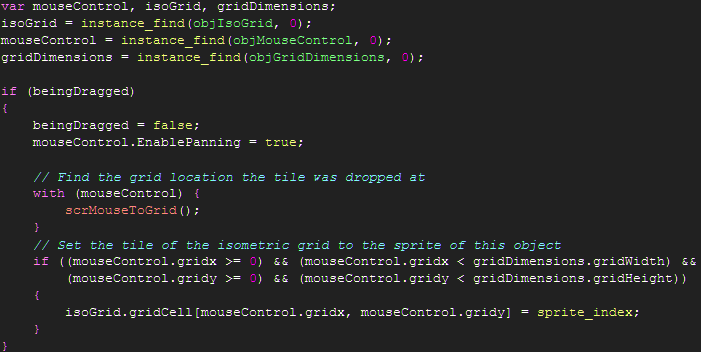 var mouseControl, isoGrid, gridDimensions;
isoGrid = instance_find(objIsoGrid, 0);
mouseControl = instance_find(objMouseControl, 0);
gridDimensions = instance_find(objGridDimensions, 0);
if (beingDragged)
{
beingDragged = false;
mouseControl.EnablePanning = true;
// Find the grid location the tile was dropped at
with (mouseControl) {
scrMouseToGrid();
}
// Set the tile of the isometric grid to the sprite of this object
if ((mouseControl.gridx >= 0) && (mouseControl.gridx < gridDimensions.gridWidth) &&
(mouseControl.gridy >= 0) && (mouseControl.gridy < gridDimensions.gridHeight))
{
isoGrid.gridCell[mouseControl.gridx, mouseControl.gridy] = sprite_index;
}
}